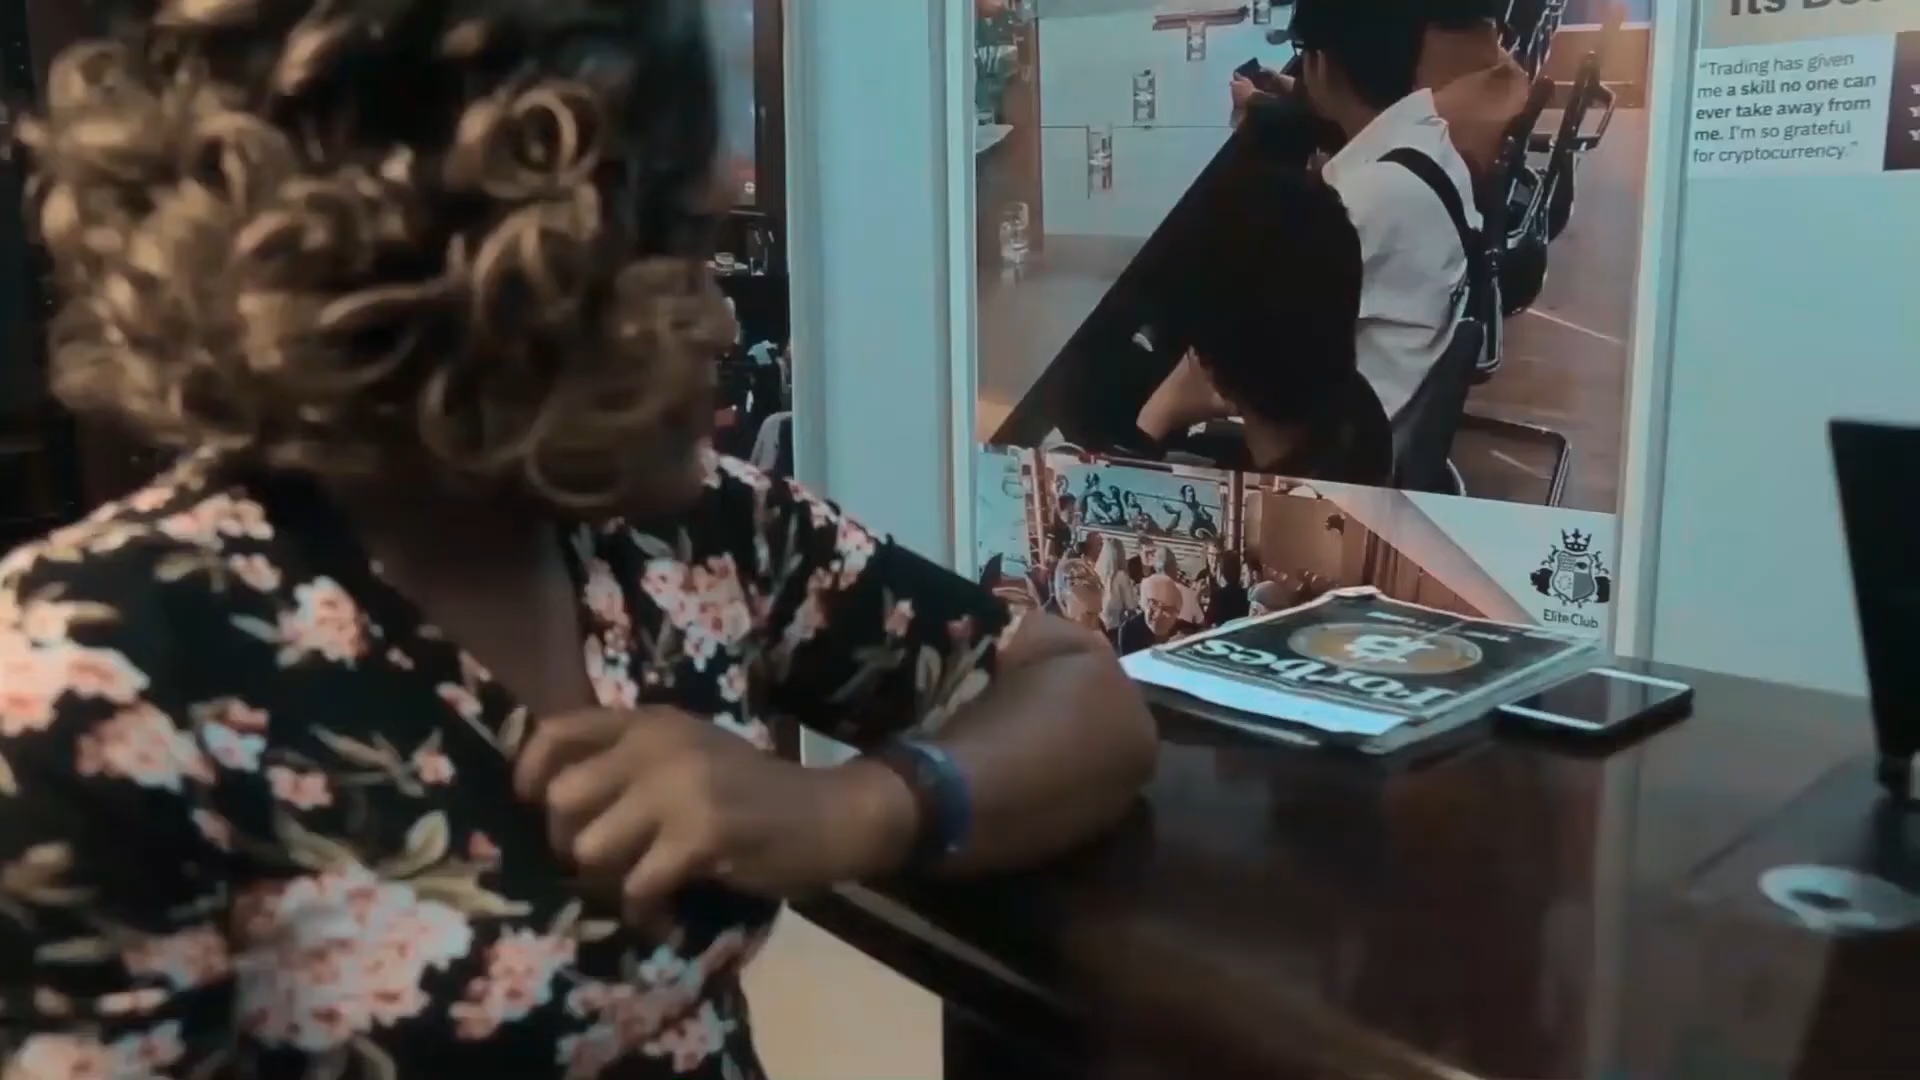 Its
"Trading has given
me a skill no one can
ever take away from
me. I'm so grateful
for cryptocurrency."
Elite Club
Forbes